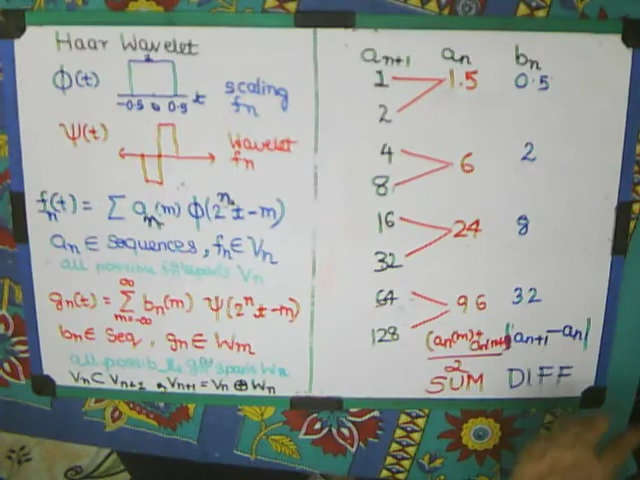 Haar Wavelet
ϕ(t)
-0.5 0 0.5 t
scaling
fn
ψ(t)
Wavelet
fn
fn(t) = ∑ an(m) ϕ(2ⁿt-m)
an ∈ sequences, fn ∈ Vn
gn(t) = ∑ bn(m) ψ(2ⁿt-m)
m=-∞ ∞
bn ∈ Seq, gn ∈ Wm
all
Vn ⊂ Vn+1, Vn+1 = Vn ⊕ Wn
an+1 an bn
1 1.5 0.5
2
4 6 2
8
16 24 8
32
64 96 32
128
2
|an+1-an|
SUM DIFF